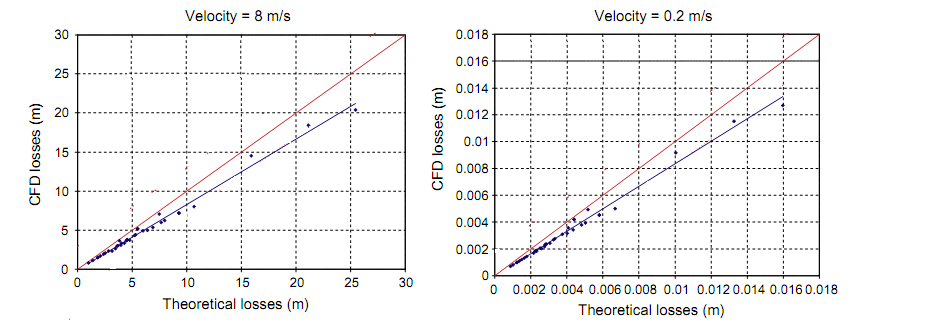 Velocity = 8 m/s
30
25
20
15
10
5
0
CFD losses (m)
0 5 10 15 20 25 30
Theoretical losses (m)
Velocity = 0.2 m/s
0.018
0.016
0.014
0.012
0.01
0.008
0.006
0.004
0.002
0
CFD losses (m)
0 0.002 0.004 0.006 0.008 0.01 0.012 0.014 0.016 0.018
Theoretical losses (m)